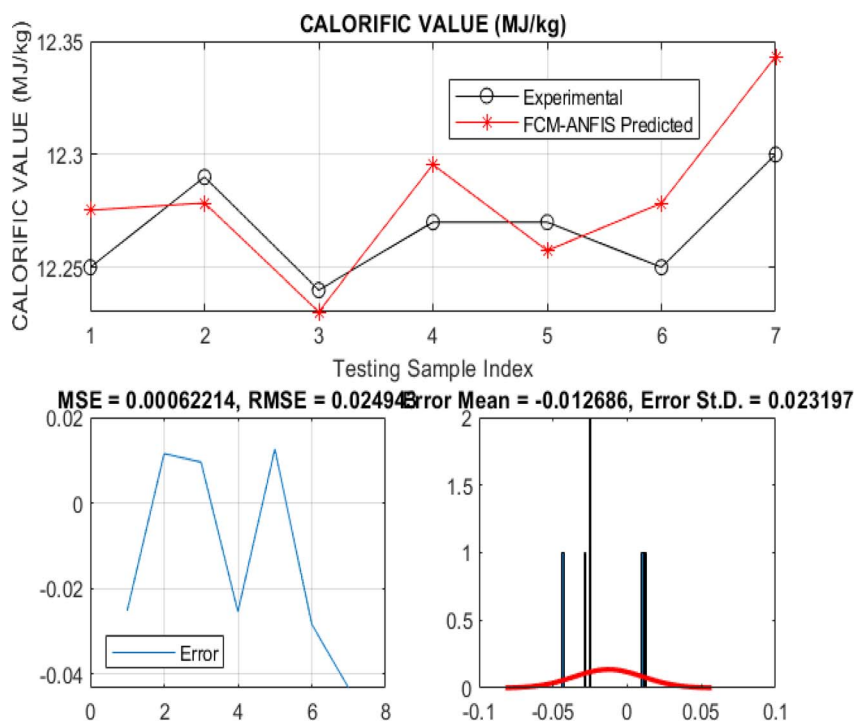 CALORIFIC VALUE (MJ/kg)
CALORIFIC VALUE (MJ/kg)
12.35
12.3
12.25
Experimental
FCM-ANFIS Predicted
1 2 3 4 5 6 7
Testing Sample Index
MSE = 0.00062214, RMSE = 0.024943
Error Mean = -0.012686, Error St.D. = 0.023197
0.02
0
-0.02
-0.04
Error
0 2 4 6 8
2
1.5
1
0.5
0
-0.1 -0.05 0 0.05 0.1